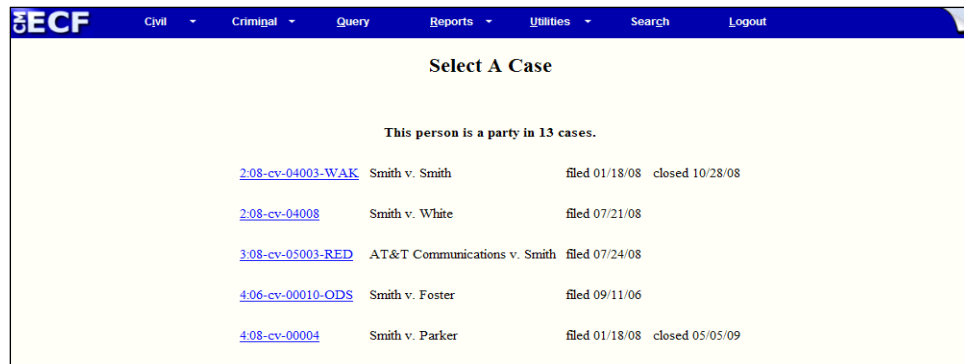 CM ECF Civil Criminal Query Reports Utilities Search Logout
Select A Case
This person is a party in 13 cases.
2:08-cv-04003-WAK Smith v. Smith filed 01/18/08 closed 10/28/08
2:08-cv-04008 Smith v. White filed 07/21/08
3:08-cv-05003-RED AT&T Communications v. Smith filed 07/24/08
4:06-cv-00010-ODS Smith v. Foster filed 09/11/06
4:08-cv-00004 Smith v. Parker filed 01/18/08 closed 05/05/09